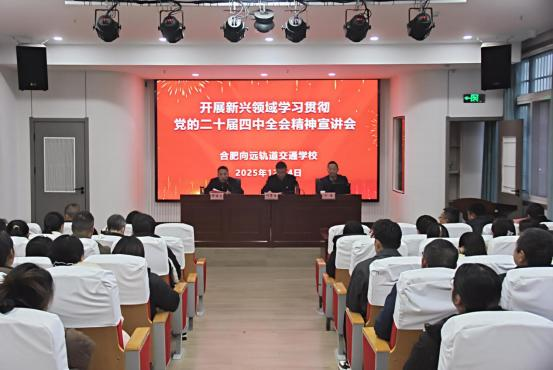 开展新兴领域学习贯彻
党的二十届四中全会精神宣讲会
合肥向远轨道交通学校